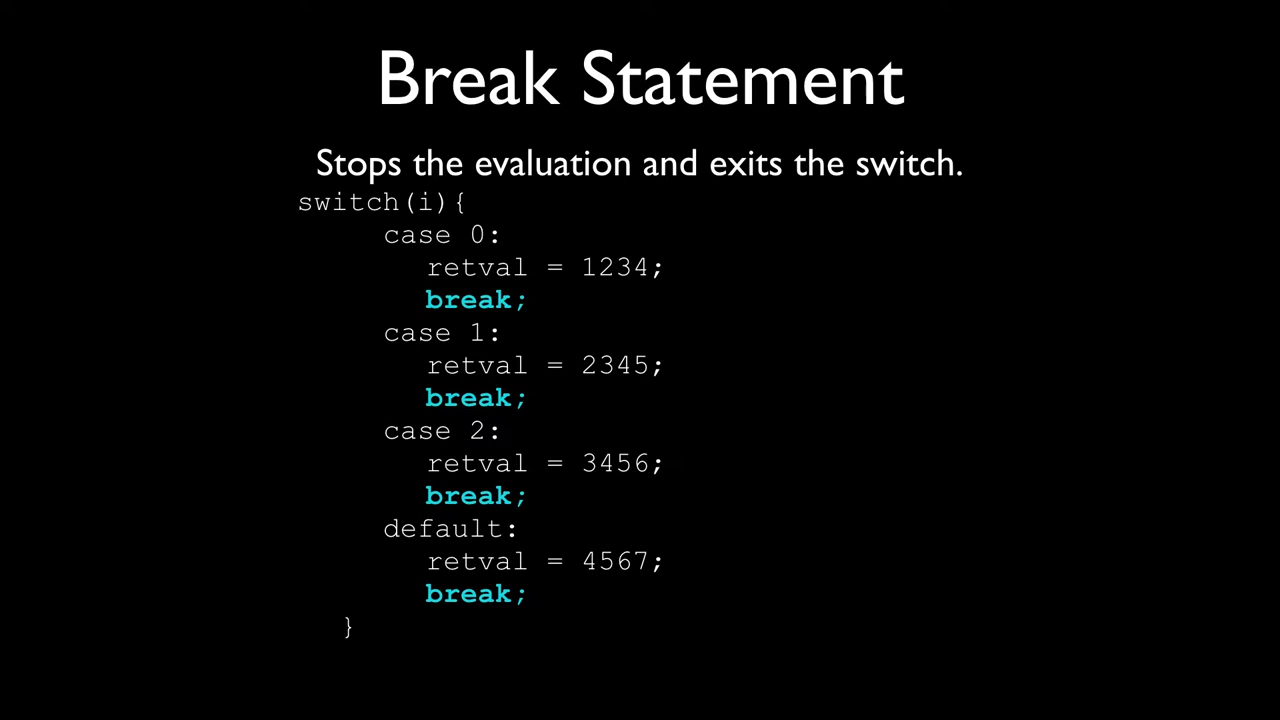 Break Statement
Stops the evaluation and exits the switch.
switch(i){
case 0:
retval = 1234;
break;
case 1:
retval = 2345;
break;
case 2:
retval = 3456;
break;
default:
retval = 4567;
break;
}